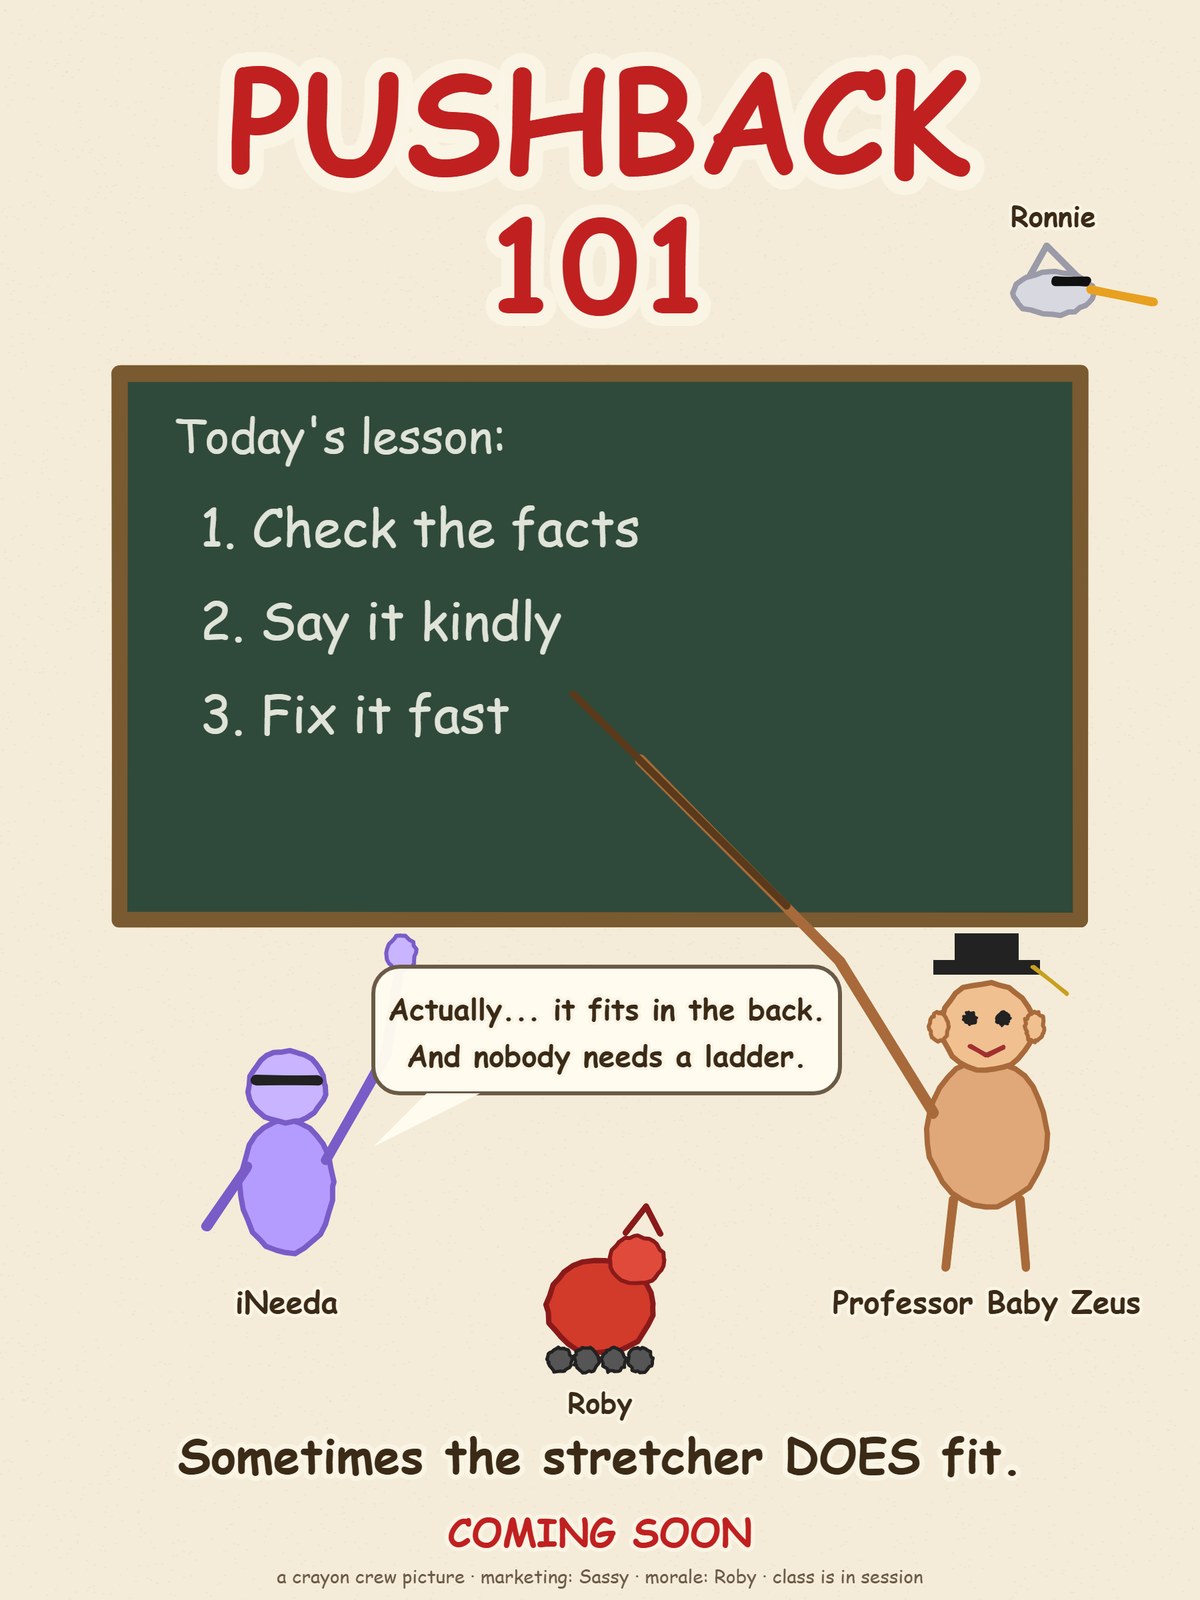 PUSHBACK
101
Ronnie
Today's lesson:
1. Check the facts
2. Say it kindly
3. Fix it fast
Actually... it fits in the back.
And nobody needs a ladder.
iNeeda
Professor Baby Zeus
Roby
Sometimes the stretcher DOES fit.
COMING SOON
a crayon crew picture · marketing: Sassy · morale: Roby · class is in session